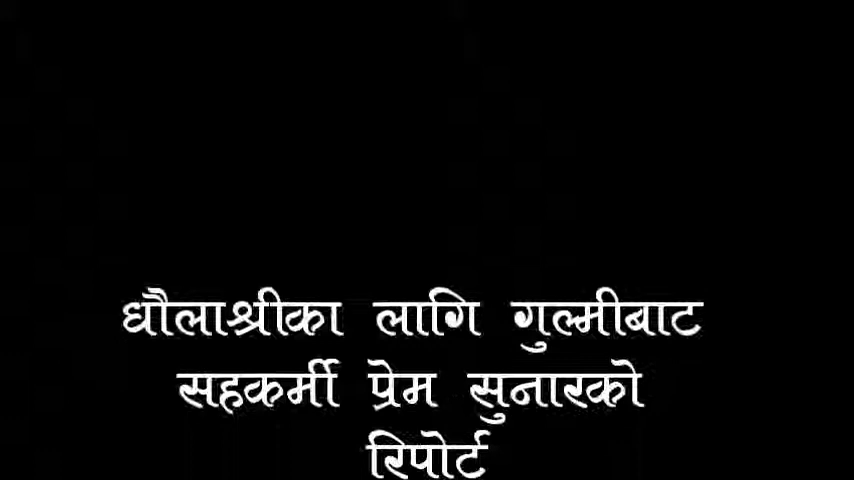 धौलाश्रीका लागि गुल्मीबाट
सहकर्मी प्रेम सुनारको
रिपोर्ट